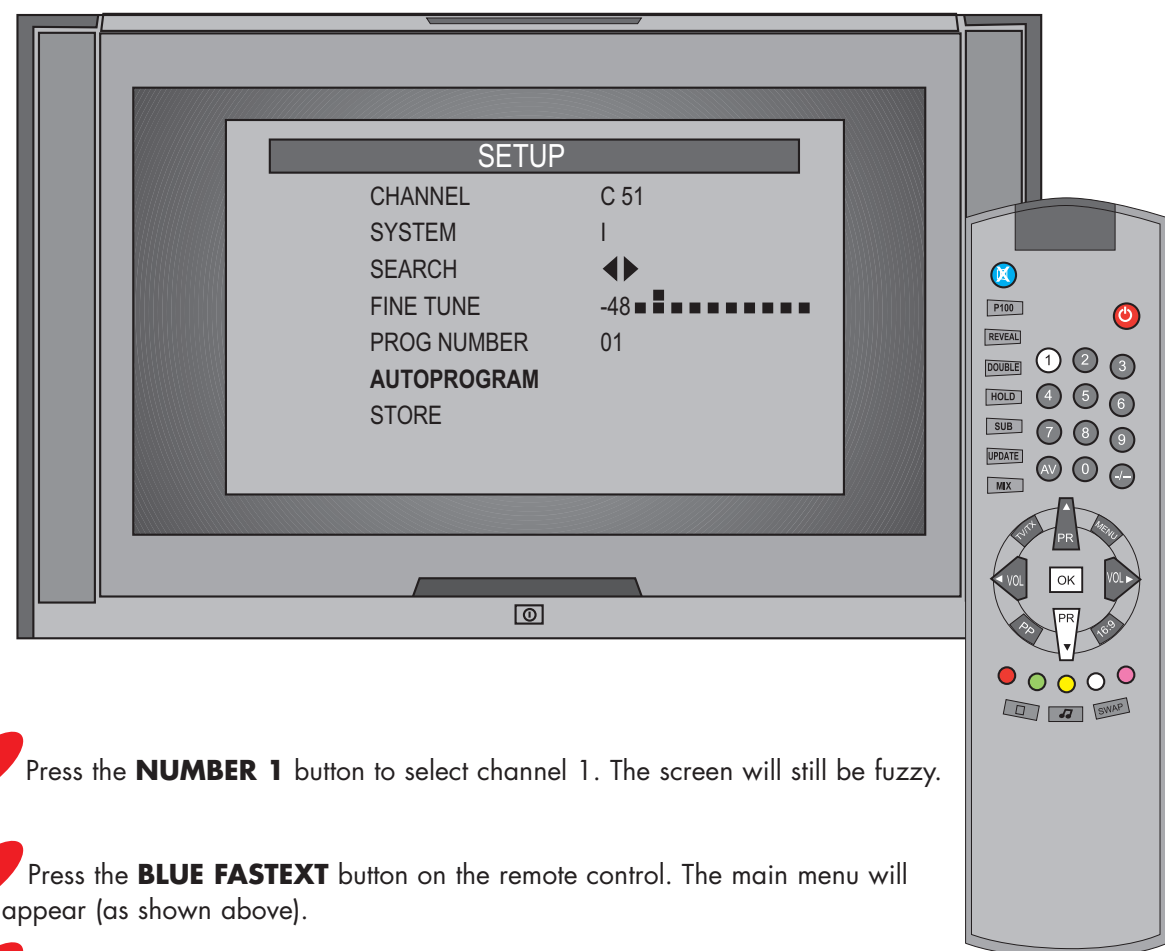 SETUP
CHANNEL C 51
SYSTEM I
SEARCH
FINE TUNE -48
PROG NUMBER 01
AUTOPROGRAM
STORE
P100
REVEAL
DOUBLE 1 2 3
HOLD 4 5 6
SUB 7 8 9
UPDATE AV 0 -/--
MIX
TV/TX PR MENU
VOL OK VOL
PP PR 16:9
SWAP
Press the NUMBER 1 button to select channel 1. The screen will still be fuzzy.
Press the BLUE FASTEXT button on the remote control. The main menu will
appear (as shown above).